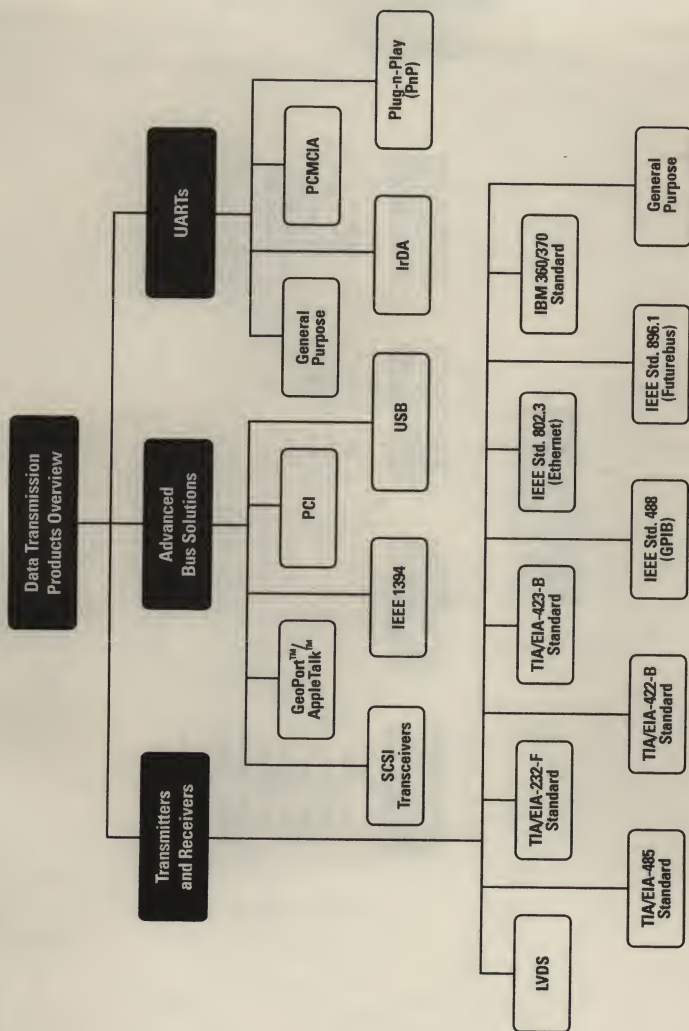 Data Transmission
Products Overview
Transmitters
and Receivers
Advanced
Bus Solutions
UARTs
SCSI
Transceivers
GeoPort™/
AppleTalk™
IEEE 1394
PCI
USB
General
Purpose
IrDA
PCMCIA
Plug-n-Play
(PnP)
LVDS
TIA/EIA-485
Standard
TIA/EIA-232-F
Standard
TIA/EIA-422-B
Standard
TIA/EIA-423-B
Standard
IEEE Std. 488
(GPIB)
IEEE Std. 802.3
(Ethernet)
IEEE Std. 896.1
(Futurebus)
IBM 360/370
Standard
General
Purpose